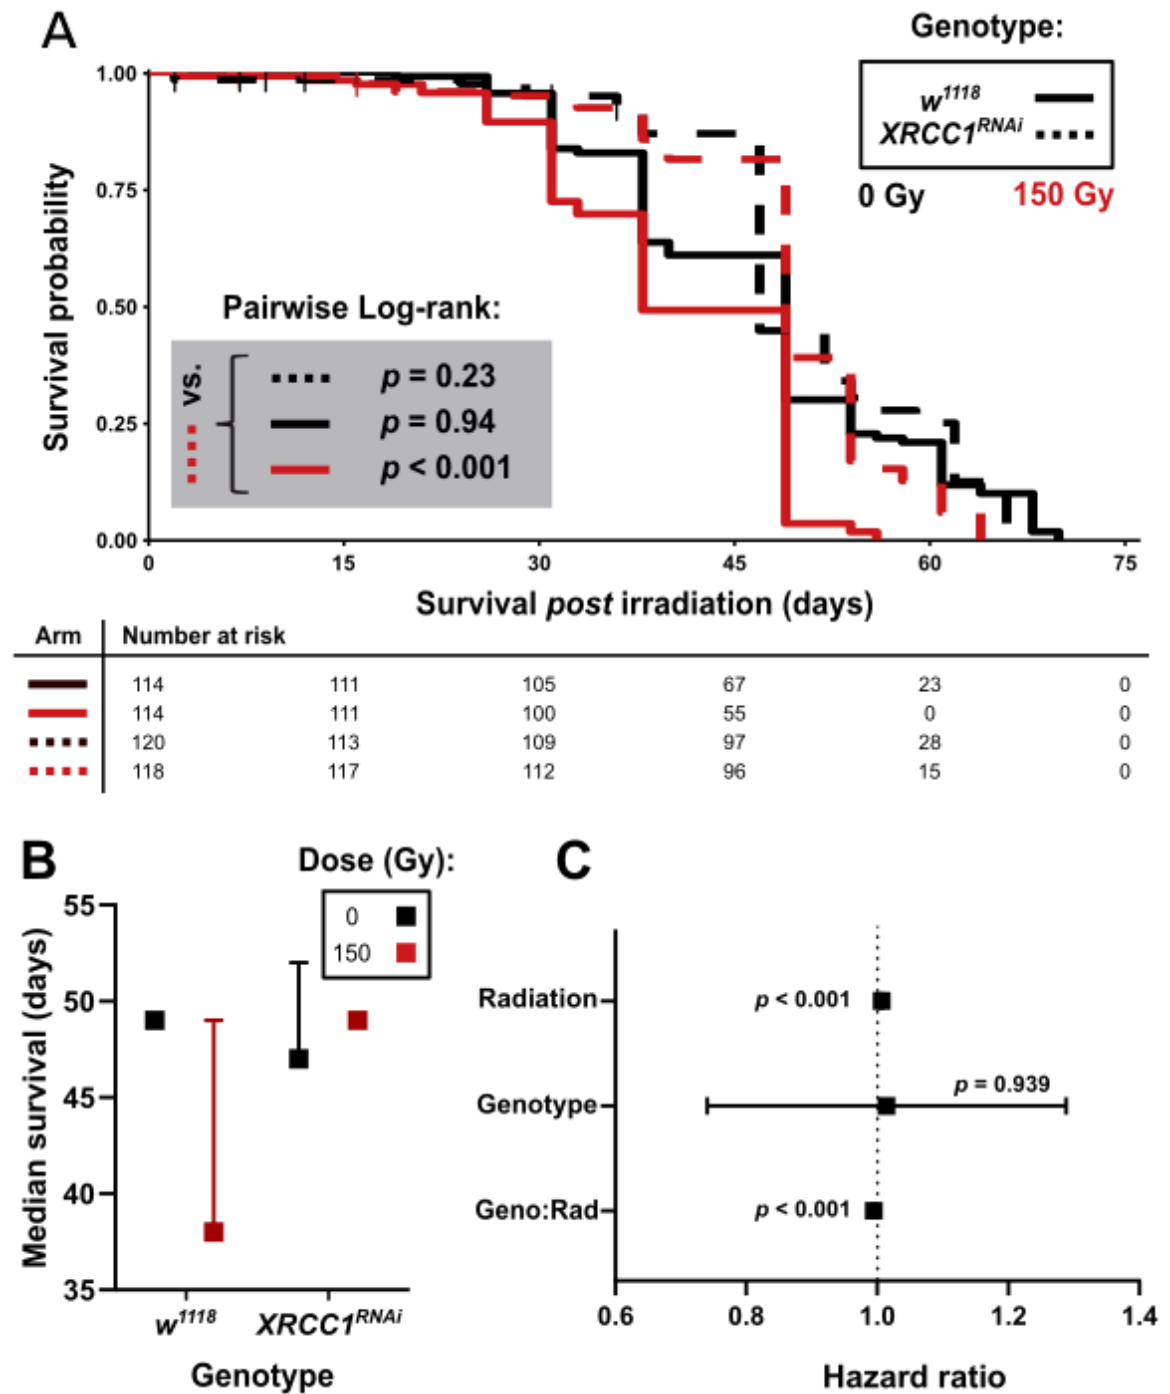 A
Genotype:
w1118
XRCC1RNAi
0 Gy 150 Gy
Survival probability
1.00
0.75
0.50
0.25
0.00
Pairwise Log-rank:
vs.
p = 0.23
p = 0.94
p < 0.001
0 15 30 45 60 75
Survival post irradiation (days)
Arm Number at risk
114 111 105 67 23 0
114 111 100 55 0 0
120 113 109 97 28 0
118 117 112 96 15 0
B
Dose (Gy):
0
150
Median survival (days)
55
50
45
40
35
w1118 XRCC1RNAi
Genotype
C
Radiation
p < 0.001
Genotype
p = 0.939
Geno:Rad
p < 0.001
0.6 0.8 1.0 1.2 1.4
Hazard ratio